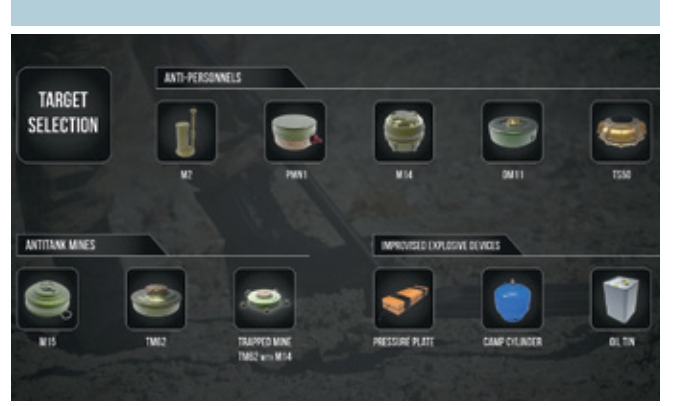 TARGET
SELECTION
ANTI-PERSONNELS
M2
PMN1
M14
DM11
TS50
ANTITANK MINES
IMPROVISED EXPLOSIVE DEVICES
M15
TM62
TRAPPED MINE
TM62 WITH M14
PRESSURE PLATE
CAMP CYLINDER
OIL TIN